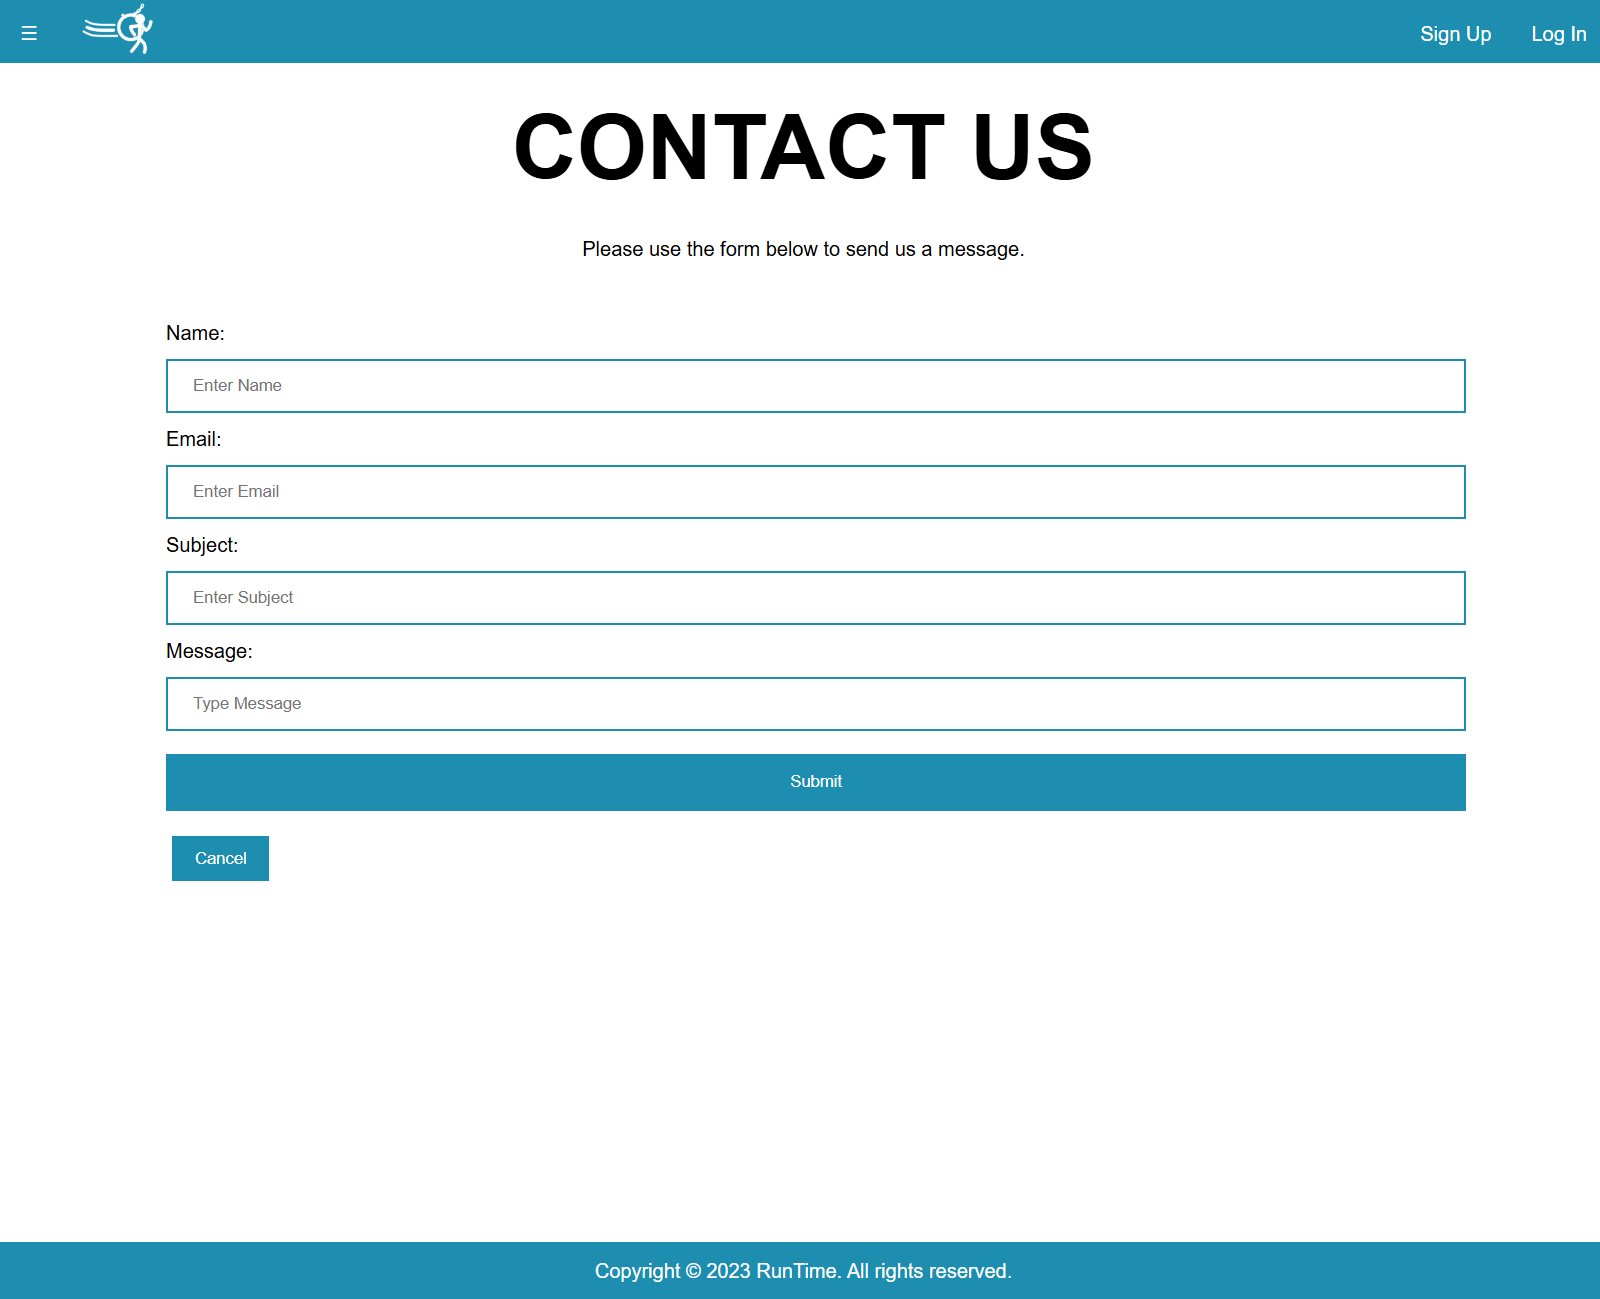 ☰
Sign Up
Log In
CONTACT US
Please use the form below to send us a message.
Name:
Enter Name
Email:
Enter Email
Subject:
Enter Subject
Message:
Type Message
Submit
Cancel
Copyright © 2023 RunTime. All rights reserved.